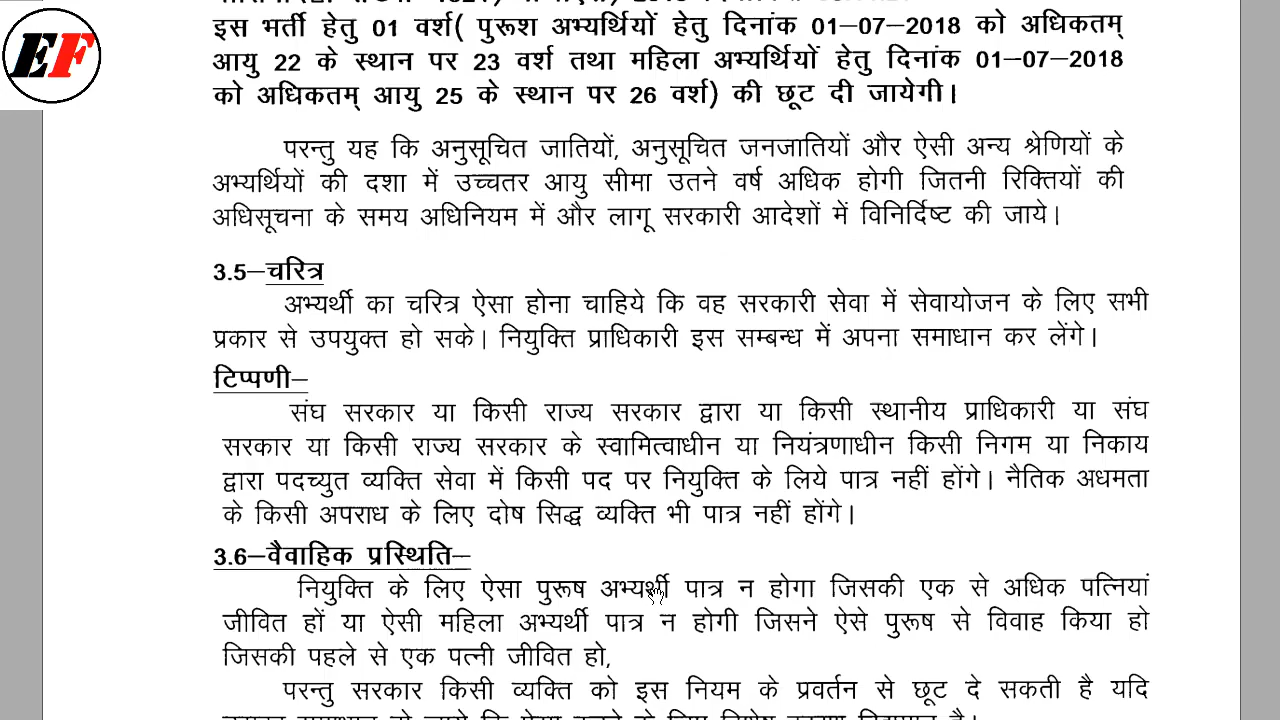 EF
इस भर्ती हेतु 01 वर्श( पुरूश अभ्यर्थियों हेतु दिनांक 01–07–2018 को अधिकतम्
आयु 22 के स्थान पर 23 वर्श तथा महिला अभ्यर्थियों हेतु दिनांक 01–07–2018
को अधिकतम् आयु 25 के स्थान पर 26 वर्श) की छूट दी जायेगी।
परन्तु यह कि अनुसूचित जातियों, अनुसूचित जनजातियों और ऐसी अन्य श्रेणियों के
अभ्यर्थियों की दशा में उच्चतर आयु सीमा उतने वर्ष अधिक होगी जितनी रिक्तियों की
अधिसूचना के समय अधिनियम में और लागू सरकारी आदेशों में विनिर्दिष्ट की जाये।
3.5–चरित्र
अभ्यर्थी का चरित्र ऐसा होना चाहिये कि वह सरकारी सेवा में सेवायोजन के लिए सभी
प्रकार से उपयुक्त हो सके। नियुक्ति प्राधिकारी इस सम्बन्ध में अपना समाधान कर लेंगे।
टिप्पणी–
संघ सरकार या किसी राज्य सरकार द्वारा या किसी स्थानीय प्राधिकारी या संघ
सरकार या किसी राज्य सरकार के स्वामित्वाधीन या नियंत्रणाधीन किसी निगम या निकाय
द्वारा पदच्युत व्यक्ति सेवा में किसी पद पर नियुक्ति के लिये पात्र नहीं होंगे। नैतिक अधमता
के किसी अपराध के लिए दोष सिद्ध व्यक्ति भी पात्र नहीं होंगे।
3.6–वैवाहिक प्रस्थिति–
नियुक्ति के लिए ऐसा पुरूष अभ्यर्थी पात्र न होगा जिसकी एक से अधिक पत्नियां
जीवित हों या ऐसी महिला अभ्यर्थी पात्र न होगी जिसने ऐसे पुरूष से विवाह किया हो
जिसकी पहले से एक पत्नी जीवित हो,
परन्तु सरकार किसी व्यक्ति को इस नियम के प्रवर्तन से छूट दे सकती है यदि